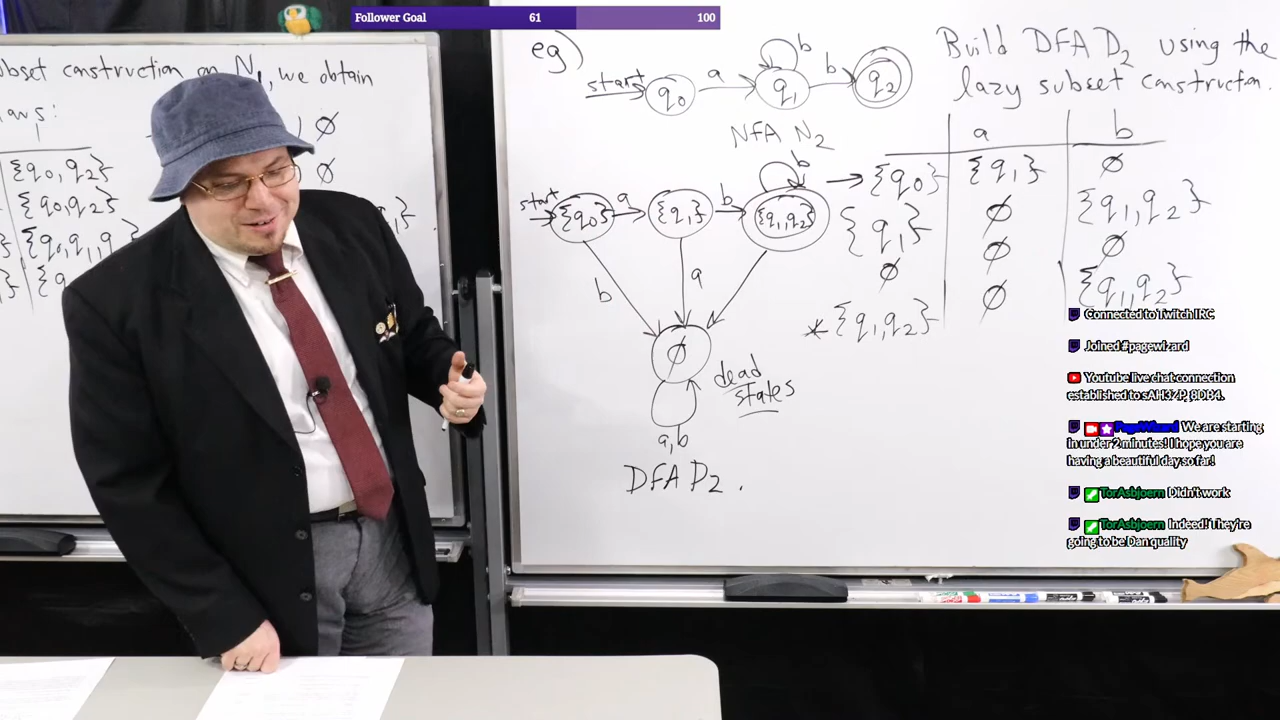 Follower Goal 61 100
subset construction on N1, we obtain
∅
{q0,q2}
∅
{q0,q2}
{q0,q1,q
eg)
start q0 a q1 b b q2
NFA N2
Build DFA D2 using the
lazy subset construction.
a b
→ {q0} {q1} ∅
{q1} ∅ {q1,q2}
∅ ∅ ∅
* {q1,q2} ∅ {q1,q2}
start {q0} a {q1} b {q1,q2} b
b a
∅
dead
states
a,b
DFA D2.
Connected to Twitch IRC
Joined #pagewizard
Youtube live chat connection
PageWizard We are starting
in under 2 minutes! I hope you are
having a beautiful day so far!
TorAsbjoern Didn't work
TorAsbjoern Indeed! They're
going to be Dan quality